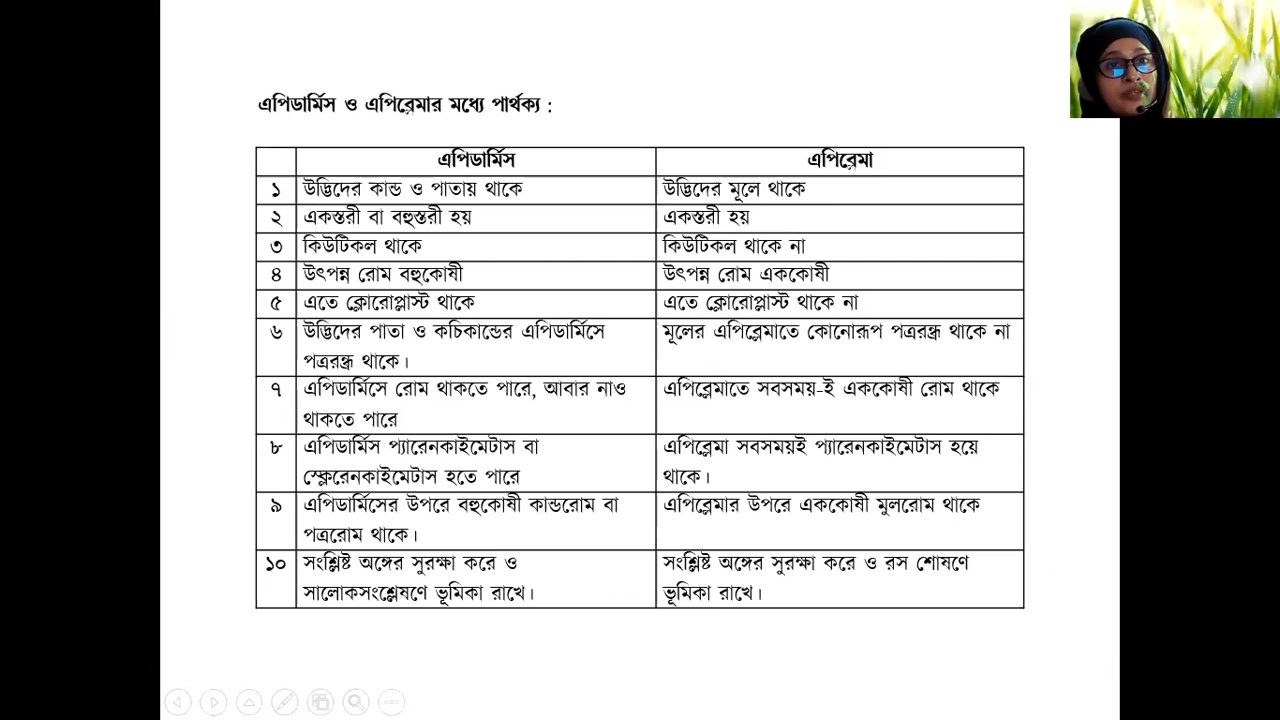 এপিডার্মিস ও এপিব্লেমার মধ্যে পার্থক্য :
এপিডার্মিস এপিব্লেমা
১ উদ্ভিদের কান্ড ও পাতায় থাকে উদ্ভিদের মূলে থাকে
২ একস্তরী বা বহুস্তরী হয় একস্তরী হয়
৩ কিউটিকল থাকে কিউটিকল থাকে না
৪ উৎপন্ন রোম বহুকোষী উৎপন্ন রোম এককোষী
৫ এতে ক্লোরোপ্লাস্ট থাকে এতে ক্লোরোপ্লাস্ট থাকে না
৬ উদ্ভিদের পাতা ও কচিকান্ডের এপিডার্মিসে মূলের এপিব্লেমাতে কোনোরূপ পত্ররন্ধ্র থাকে না
পত্ররন্ধ্র থাকে।
৭ এপিডার্মিসে রোম থাকতে পারে, আবার নাও এপিব্লেমাতে সবসময়-ই এককোষী রোম থাকে
থাকতে পারে
৮ এপিডার্মিস প্যারেনকাইমেটাস বা এপিব্লেমা সবসময়ই প্যারেনকাইমেটাস হয়ে
স্ক্লেরেনকাইমেটাস হতে পারে থাকে।
৯ এপিডার্মিসের উপরে বহুকোষী কান্ডরোম বা এপিব্লেমার উপরে এককোষী মুলরোম থাকে
পত্ররোম থাকে।
১০ সংশ্লিষ্ট অঙ্গের সুরক্ষা করে ও সংশ্লিষ্ট অঙ্গের সুরক্ষা করে ও রস শোষণে
সালোকসংশ্লেষণে ভূমিকা রাখে। ভূমিকা রাখে।